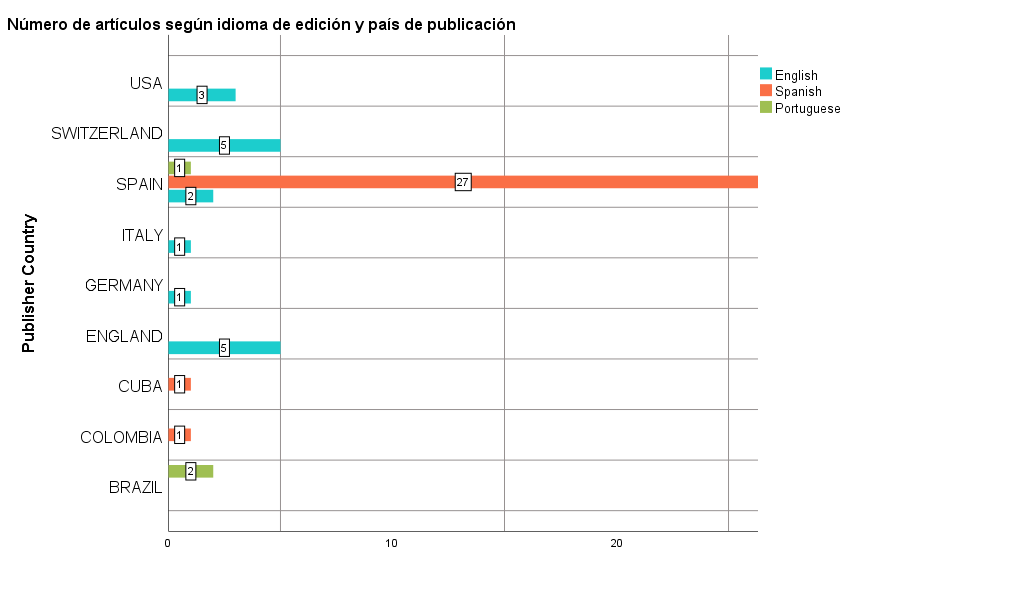 Número de artículos según idioma de edición y país de publicación
English
Spanish
Portuguese
Publisher Country
USA
3
SWITZERLAND
5
1
SPAIN
27
2
ITALY
1
GERMANY
1
ENGLAND
5
CUBA
1
COLOMBIA
1
2
BRAZIL
0 10 20